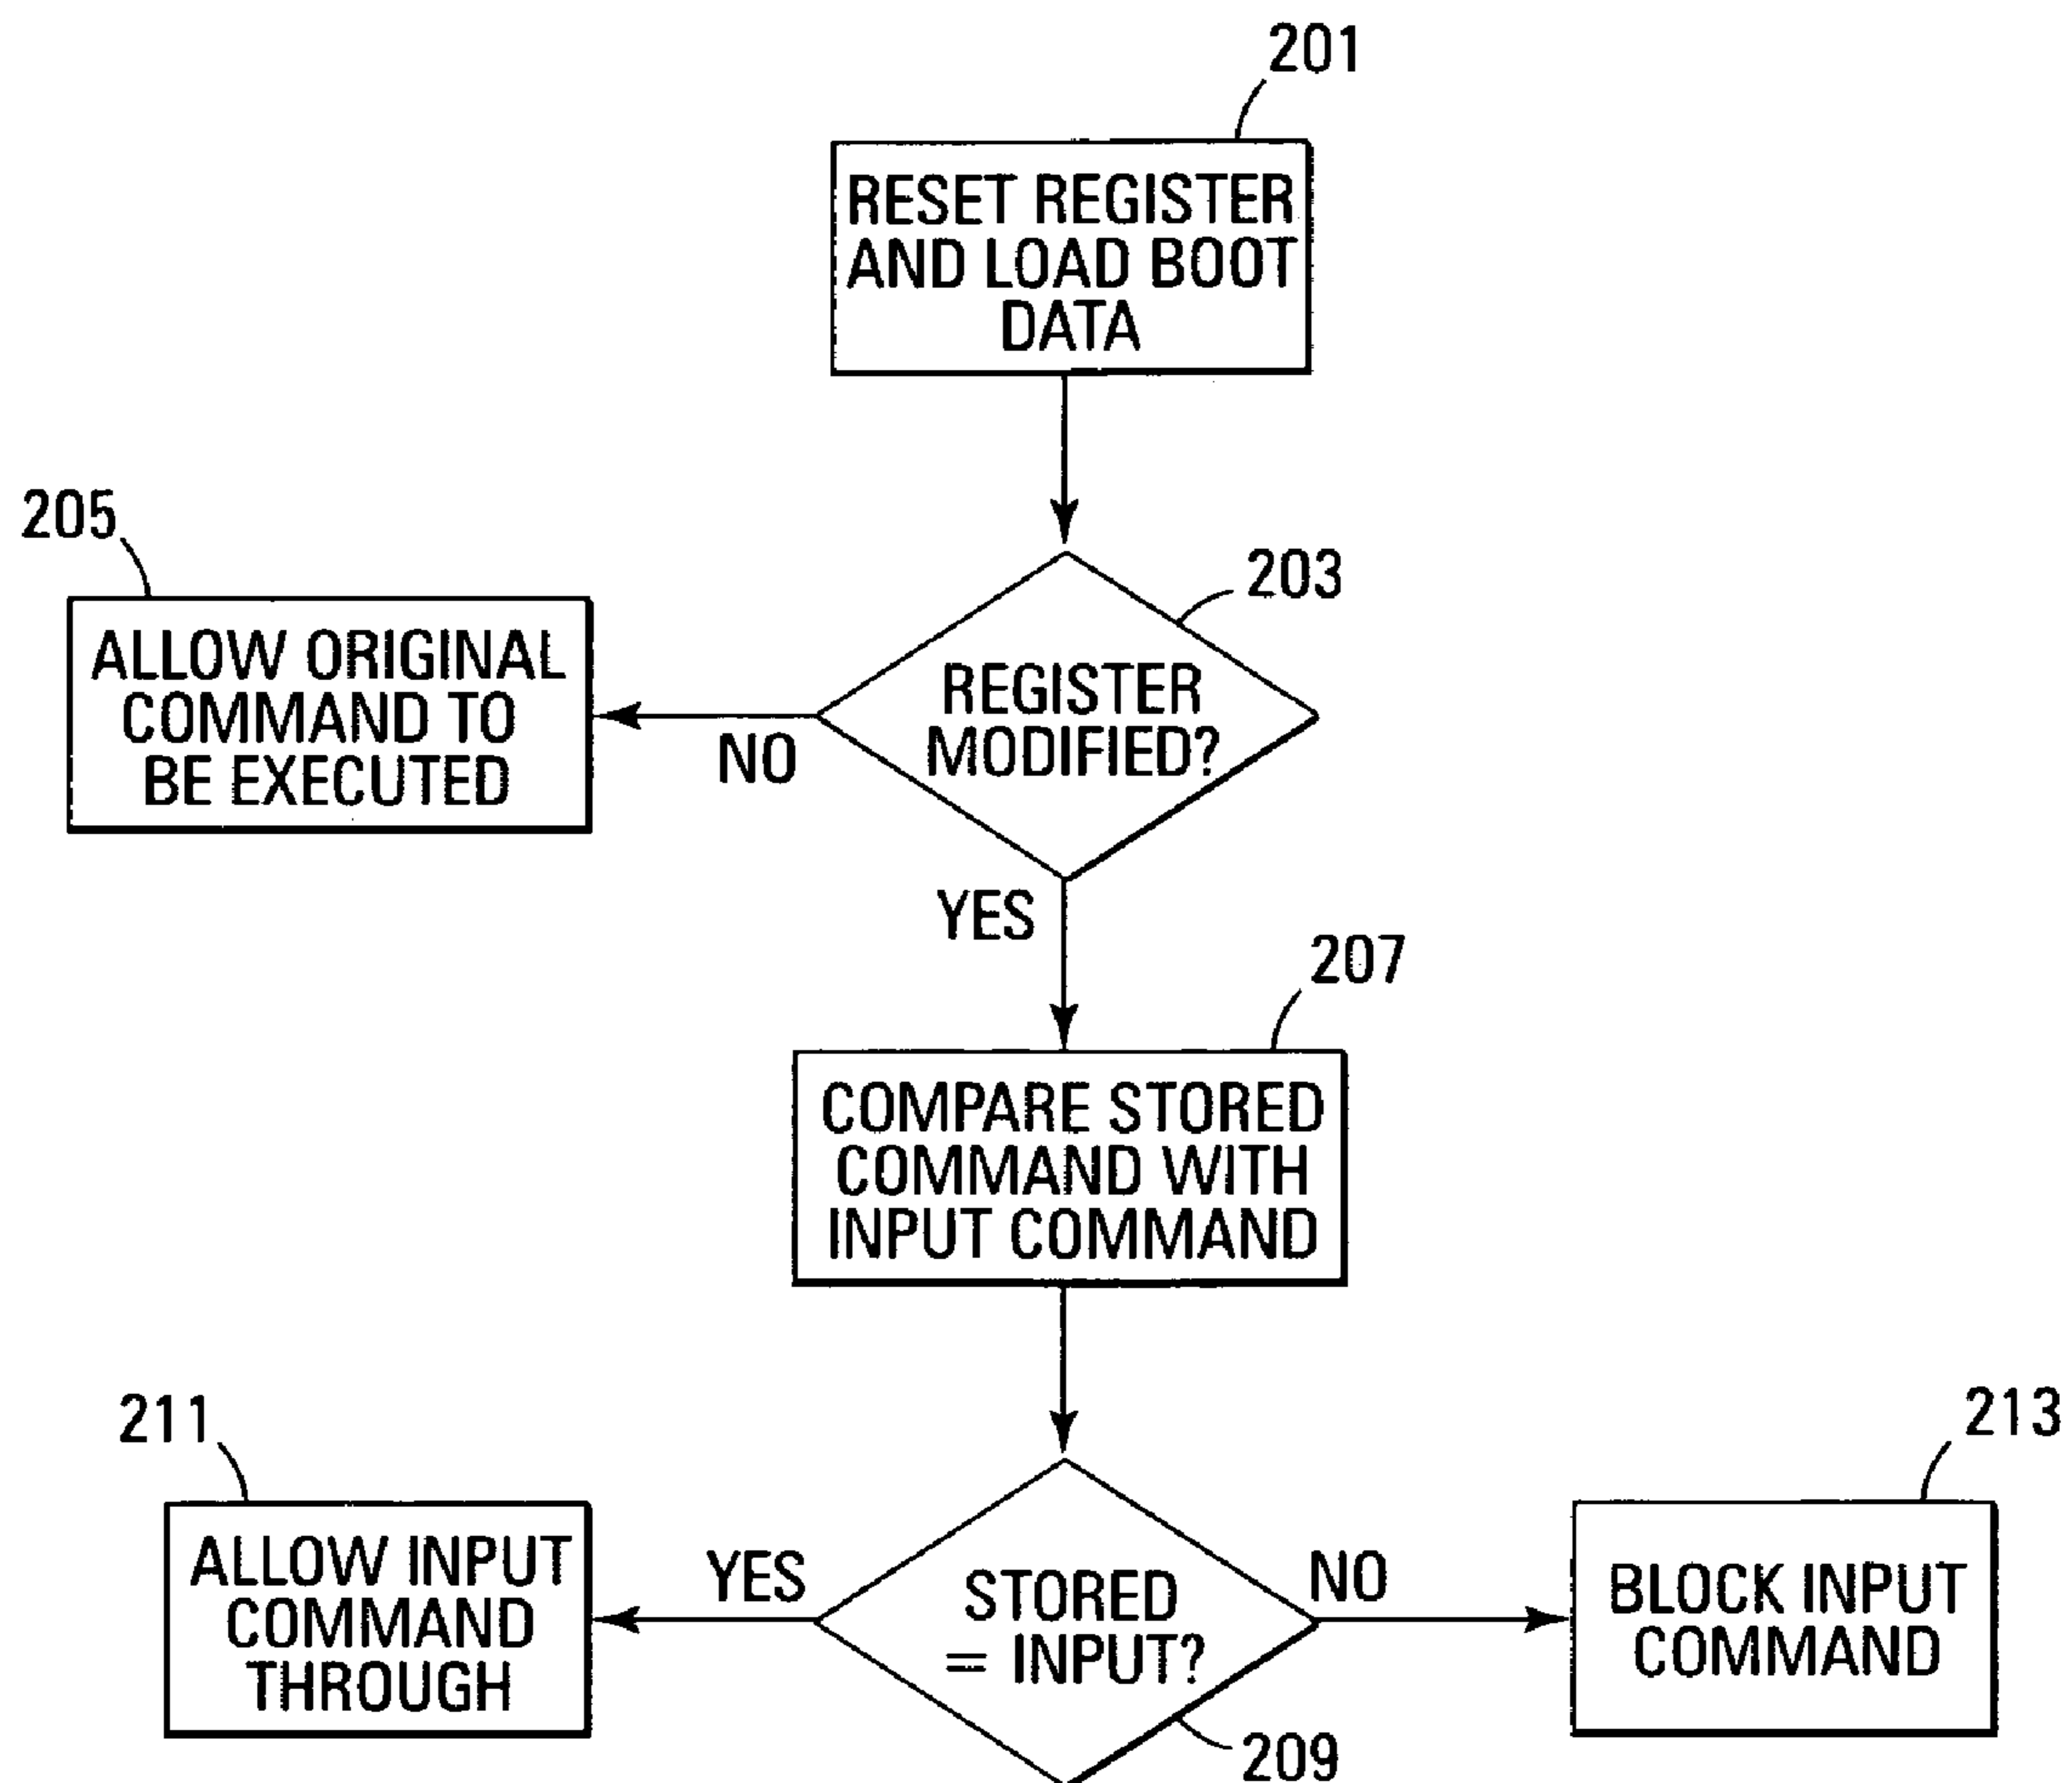 201
RESET REGISTER
AND LOAD BOOT
DATA
205
203
ALLOW ORIGINAL
COMMAND TO
BE EXECUTED
NO
REGISTER
MODIFIED?
YES
207
COMPARE STORED
COMMAND WITH
INPUT COMMAND
211
213
ALLOW INPUT
COMMAND
THROUGH
YES
STORED
= INPUT?
NO
BLOCK INPUT
COMMAND
209